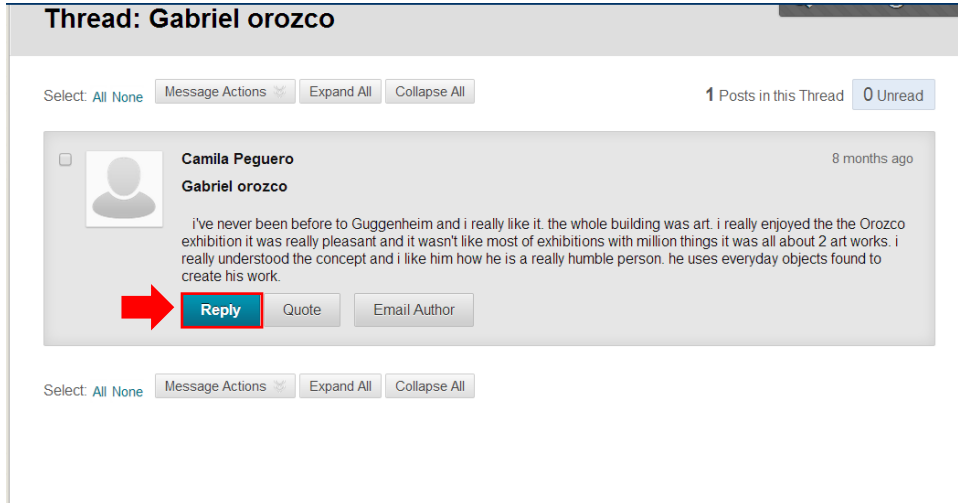 Thread: Gabriel orozco
Select: All None Message Actions Expand All Collapse All 1 Posts in this Thread 0 Unread
Camila Peguero 8 months ago
Gabriel orozco
i've never been before to Guggenheim and i really like it. the whole building was art. i really enjoyed the the Orozco
exhibition it was really pleasant and it wasn't like most of exhibitions with million things it was all about 2 art works. i
really understood the concept and i like him how he is a really humble person. he uses everyday objects found to
create his work.
Reply Quote Email Author
Select: All None Message Actions Expand All Collapse All